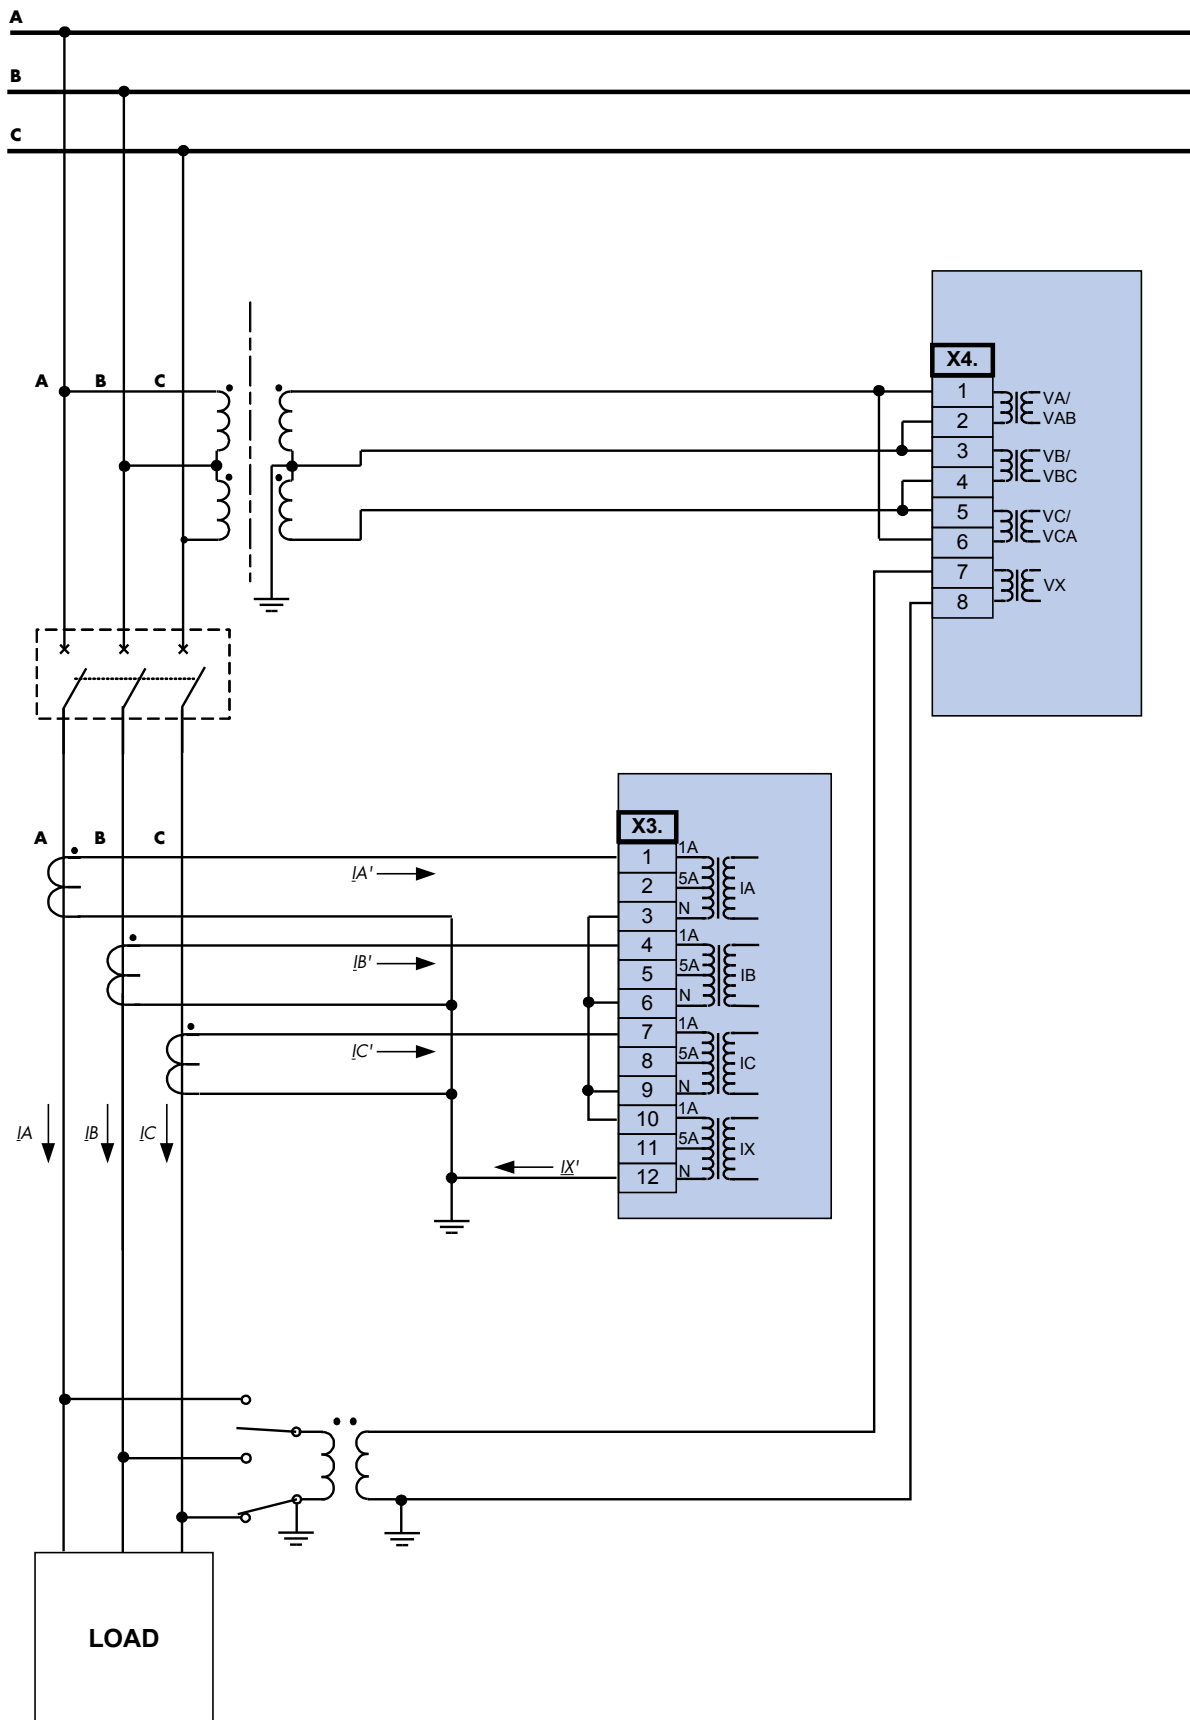 A
B
C
X4.
A B C
1
VA/
VAB
2
3
VB/
VBC
4
5
VC/
VCA
6
7
VX
8
X3.
A B C
1 1A
IA'
2 5A IA
3 N
4 1A
IB'
5 5A IB
6 N
7 1A
IC'
8 5A IC
9 N
10 1A
IA IB IC
11 5A IX
IX'
12 N
LOAD